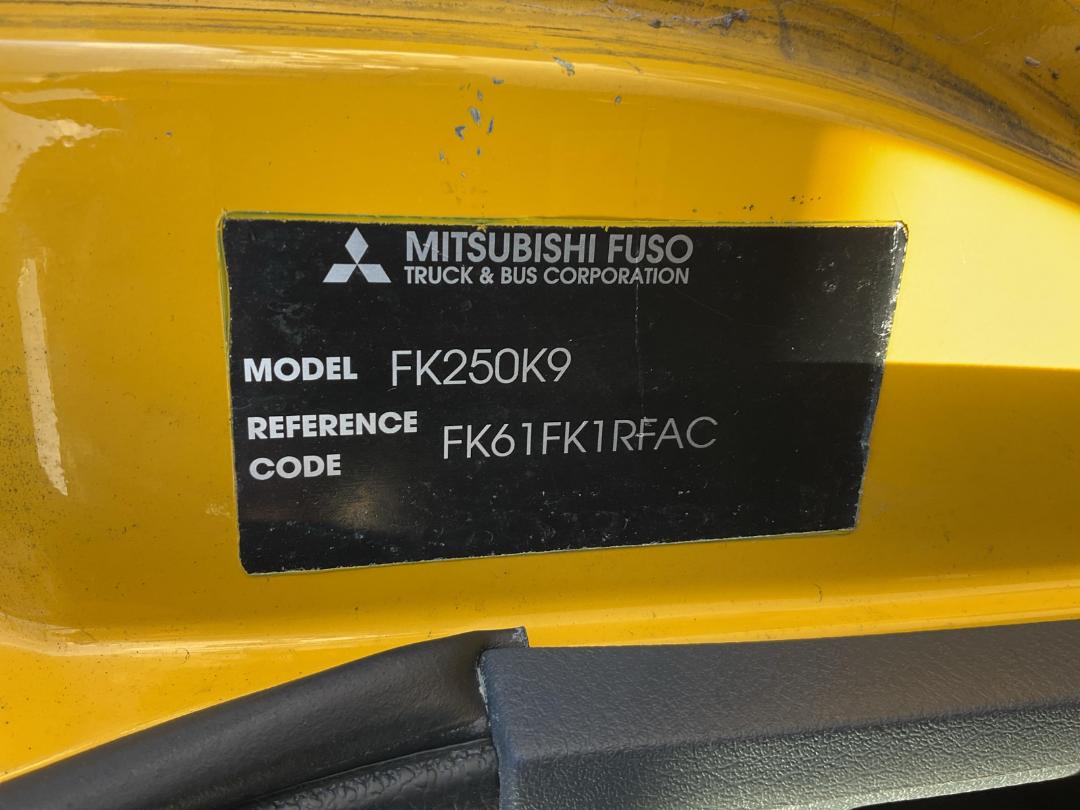 MITSUBISHI FUSO
TRUCK & BUS CORPORATION
MODEL FK250K9
REFERENCE CODE FK61FK1RFAC